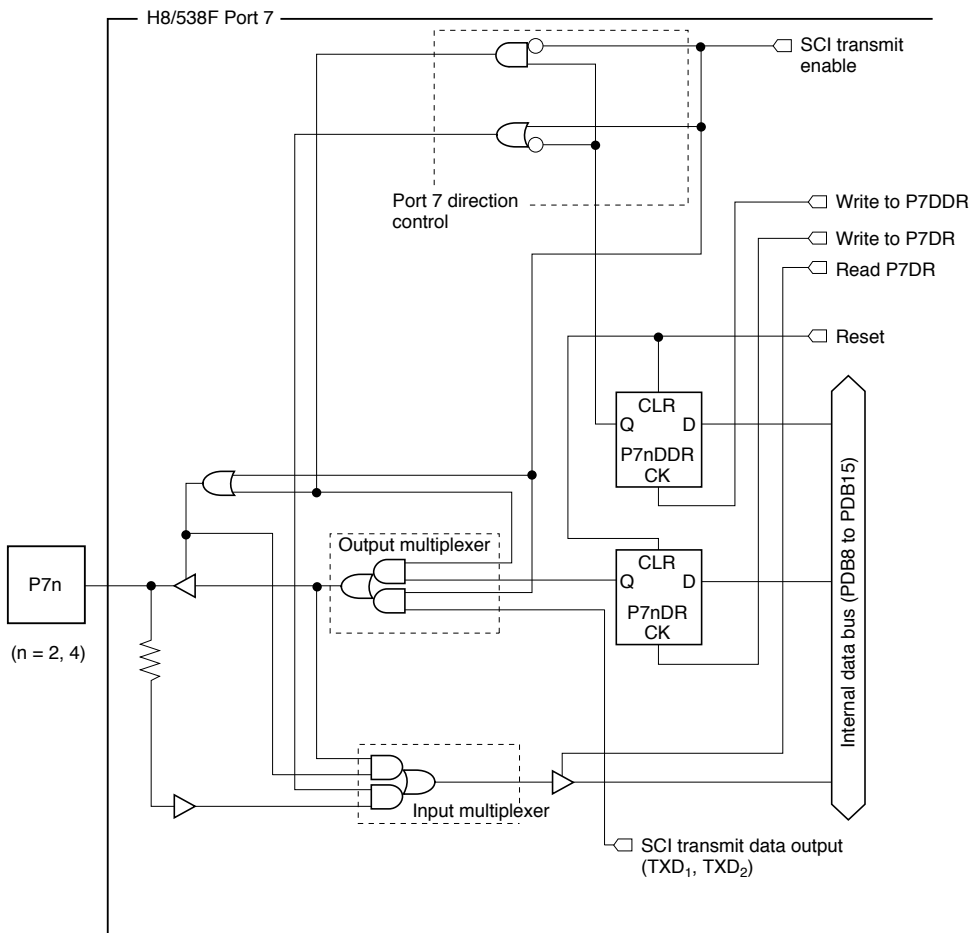 H8/538F Port 7
SCI transmit
enable
Port 7 direction
control
Write to P7DDR
Write to P7DR
Read P7DR
Reset
CLR
Q D
P7nDDR
CK
Output multiplexer
CLR
Q D
P7nDR
CK
P7n
(n = 2, 4)
Internal data bus (PDB8 to PDB15)
Input multiplexer
SCI transmit data output
(TXD₁, TXD₂)